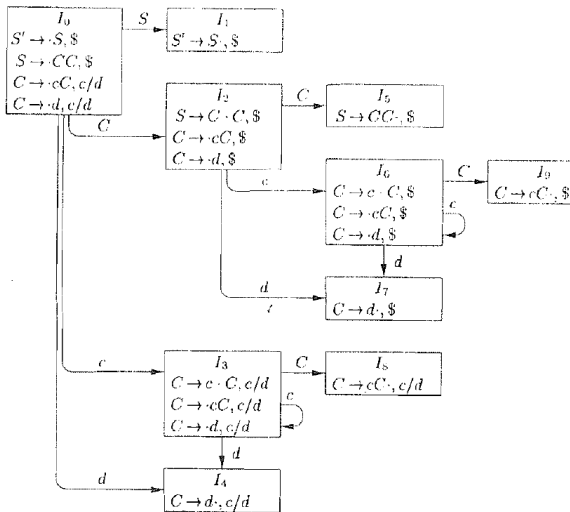 I₀
S' → ·S, $
S → ·CC, $
C → ·cC, c/d
C → ·d, c/d
S
I₁
S' → S·, $
C
I₂
S → C · C, $
C → ·cC, $
C → ·d, $
C
I₅
S → CC·, $
c
I₆
C → c · C, $
C → ·cC, $
C → ·d, $
C
I₉
C → cC·, $
c
d
d
I₇
C → d·, $
c
I₃
C → c · C, c/d
C → ·cC, c/d
C → ·d, c/d
C
I₈
C → cC·, c/d
c
d
d
I₄
C → d·, c/d